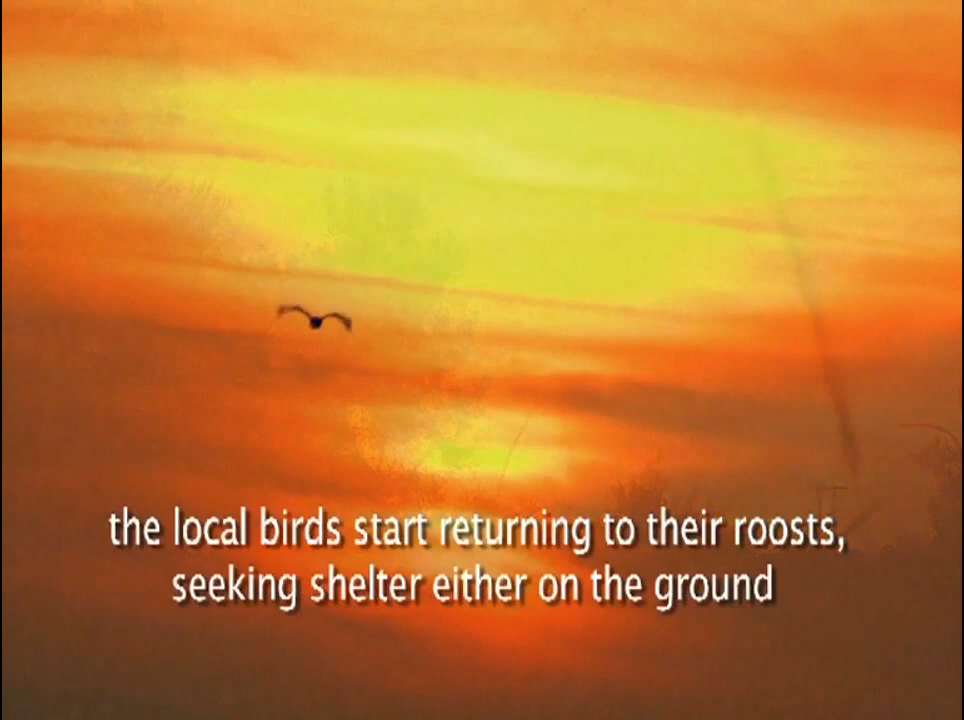 the local birds start returning to their roosts,
seeking shelter either on the ground